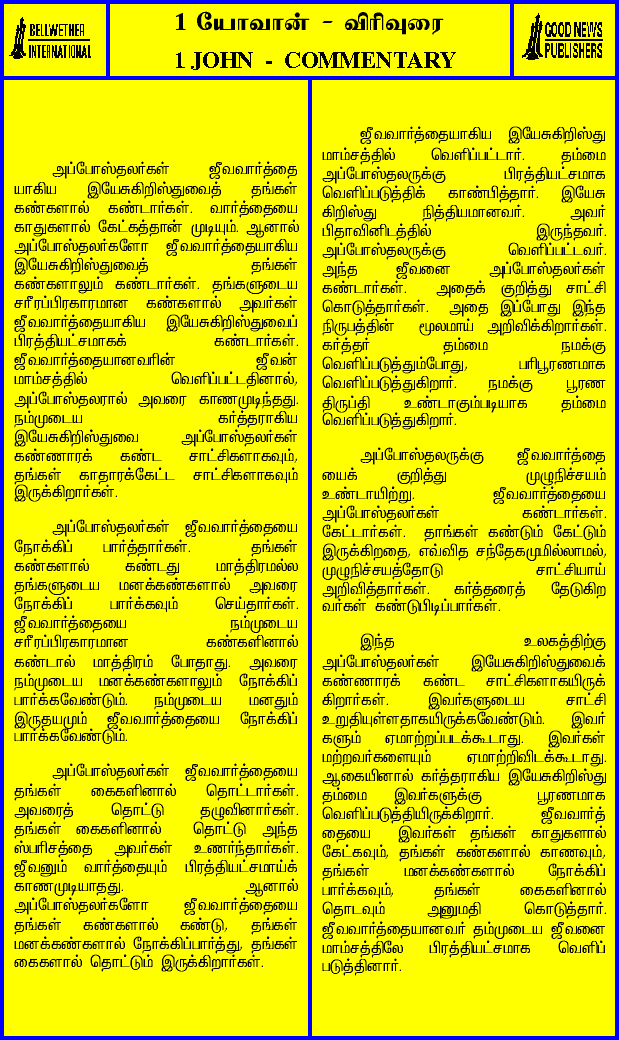 BELLWETHER
INTERNATIONAL
1 யோவான் - விரிவுரை
1 JOHN - COMMENTARY
GOOD NEWS
PUBLISHERS
அப்போஸ்தலர்கள் ஜீவவார்த்தை
யாகிய இயேசுகிறிஸ்துவைத் தங்கள்
கண்களால் கண்டார்கள். வார்த்தையை
காதுகளால் கேட்கத்தான் முடியும். ஆனால்
அப்போஸ்தலர்களோ ஜீவவார்த்தையாகிய
இயேசுகிறிஸ்துவைத் தங்கள்
கண்களாலும் கண்டார்கள். தங்களுடைய
சரீரப்பிரகாரமான கண்களால் அவர்கள்
ஜீவவார்த்தையாகிய இயேசுகிறிஸ்துவைப்
பிரத்தியட்சமாகக் கண்டார்கள்.
ஜீவவார்த்தையானவரின் ஜீவன்
மாம்சத்தில் வெளிப்பட்டதினால்,
அப்போஸ்தலரால் அவரை காணமுடிந்தது.
நம்முடைய கர்த்தராகிய
இயேசுகிறிஸ்துவை அப்போஸ்தலர்கள்
கண்ணாரக் கண்ட சாட்சிகளாகவும்,
தங்கள் காதாரக்கேட்ட சாட்சிகளாகவும்
இருக்கிறார்கள்.
அப்போஸ்தலர்கள் ஜீவவார்த்தையை
நோக்கிப் பார்த்தார்கள். தங்கள்
கண்களால் கண்டது மாத்திரமல்ல
தங்களுடைய மனக்கண்களால் அவரை
நோக்கிப் பார்க்கவும் செய்தார்கள்.
ஜீவவார்த்தையை நம்முடைய
சரீரப்பிரகாரமான கண்களினால்
கண்டால் மாத்திரம் போதாது. அவரை
நம்முடைய மனக்கண்களாலும் நோக்கிப்
பார்க்கவேண்டும். நம்முடைய மனதும்
இருதயமும் ஜீவவார்த்தையை நோக்கிப்
பார்க்கவேண்டும்.
அப்போஸ்தலர்கள் ஜீவவார்த்தையை
தங்கள் கைகளினால் தொட்டார்கள்.
அவரைத் தொட்டு தழுவினார்கள்.
தங்கள் கைகளினால் தொட்டு அந்த
ஸ்பரிசத்தை அவர்கள் உணர்ந்தார்கள்.
ஜீவனும் வார்த்தையும் பிரத்தியட்சமாய்க்
காணமுடியாதது. ஆனால்
அப்போஸ்தலர்களோ ஜீவவார்த்தையை
தங்கள் கண்களால் கண்டு, தங்கள்
மனக்கண்களால் நோக்கிப்பார்த்து, தங்கள்
கைகளால் தொட்டும் இருக்கிறார்கள்.
ஜீவவார்த்தையாகிய இயேசுகிறிஸ்து
மாம்சத்தில் வெளிப்பட்டார். தம்மை
அப்போஸ்தலருக்கு பிரத்தியட்சமாக
வெளிப்படுத்திக் காண்பித்தார். இயேசு
கிறிஸ்து நித்தியமானவர். அவர்
பிதாவினிடத்தில் இருந்தவர்.
அப்போஸ்தலருக்கு வெளிப்பட்டவர்.
அந்த ஜீவனை அப்போஸ்தலர்கள்
கண்டார்கள். அதைக் குறித்து சாட்சி
கொடுத்தார்கள். அதை இப்போது இந்த
நிருபத்தின் மூலமாய் அறிவிக்கிறார்கள்.
கர்த்தர் தம்மை நமக்கு
வெளிப்படுத்தும்போது, பரிபூரணமாக
வெளிப்படுத்துகிறார். நமக்கு பூரண
திருப்தி உண்டாகும்படியாக தம்மை
வெளிப்படுத்துகிறார்.
அப்போஸ்தலருக்கு ஜீவவார்த்தை
யைக் குறித்து முழுநிச்சயம்
உண்டாயிற்று. ஜீவவார்த்தையை
அப்போஸ்தலர்கள் கண்டார்கள்.
கேட்டார்கள். தாங்கள் கண்டும் கேட்டும்
இருக்கிறதை, எவ்வித சந்தேகமுமில்லாமல்,
முழுநிச்சயத்தோடு சாட்சியாய்
அறிவித்தார்கள். கர்த்தரைத் தேடுகிற
வர்கள் கண்டுபிடிப்பார்கள்.
இந்த உலகத்திற்கு
அப்போஸ்தலர்கள் இயேசுகிறிஸ்துவைக்
கண்ணாரக் கண்ட சாட்சிகளாகயிருக்
கிறார்கள். இவர்களுடைய சாட்சி
உறுதியுள்ளதாகயிருக்கவேண்டும். இவர்
களும் ஏமாற்றப்படக்கூடாது. இவர்கள்
மற்றவர்களையும் ஏமாற்றிவிடக்கூடாது.
ஆகையினால் கர்த்தராகிய இயேசுகிறிஸ்து
தம்மை இவர்களுக்கு பூரணமாக
வெளிப்படுத்தியிருக்கிறார். ஜீவவார்த்
தையை இவர்கள் தங்கள் காதுகளால்
கேட்கவும், தங்கள் கண்களால் காணவும்,
தங்கள் மனக்கண்களால் நோக்கிப்
பார்க்கவும், தங்கள் கைகளினால்
தொடவும் அனுமதி கொடுத்தார்.
ஜீவவார்த்தையானவர் தம்முடைய ஜீவனை
மாம்சத்திலே பிரத்தியட்சமாக வெளிப்
படுத்தினார்.